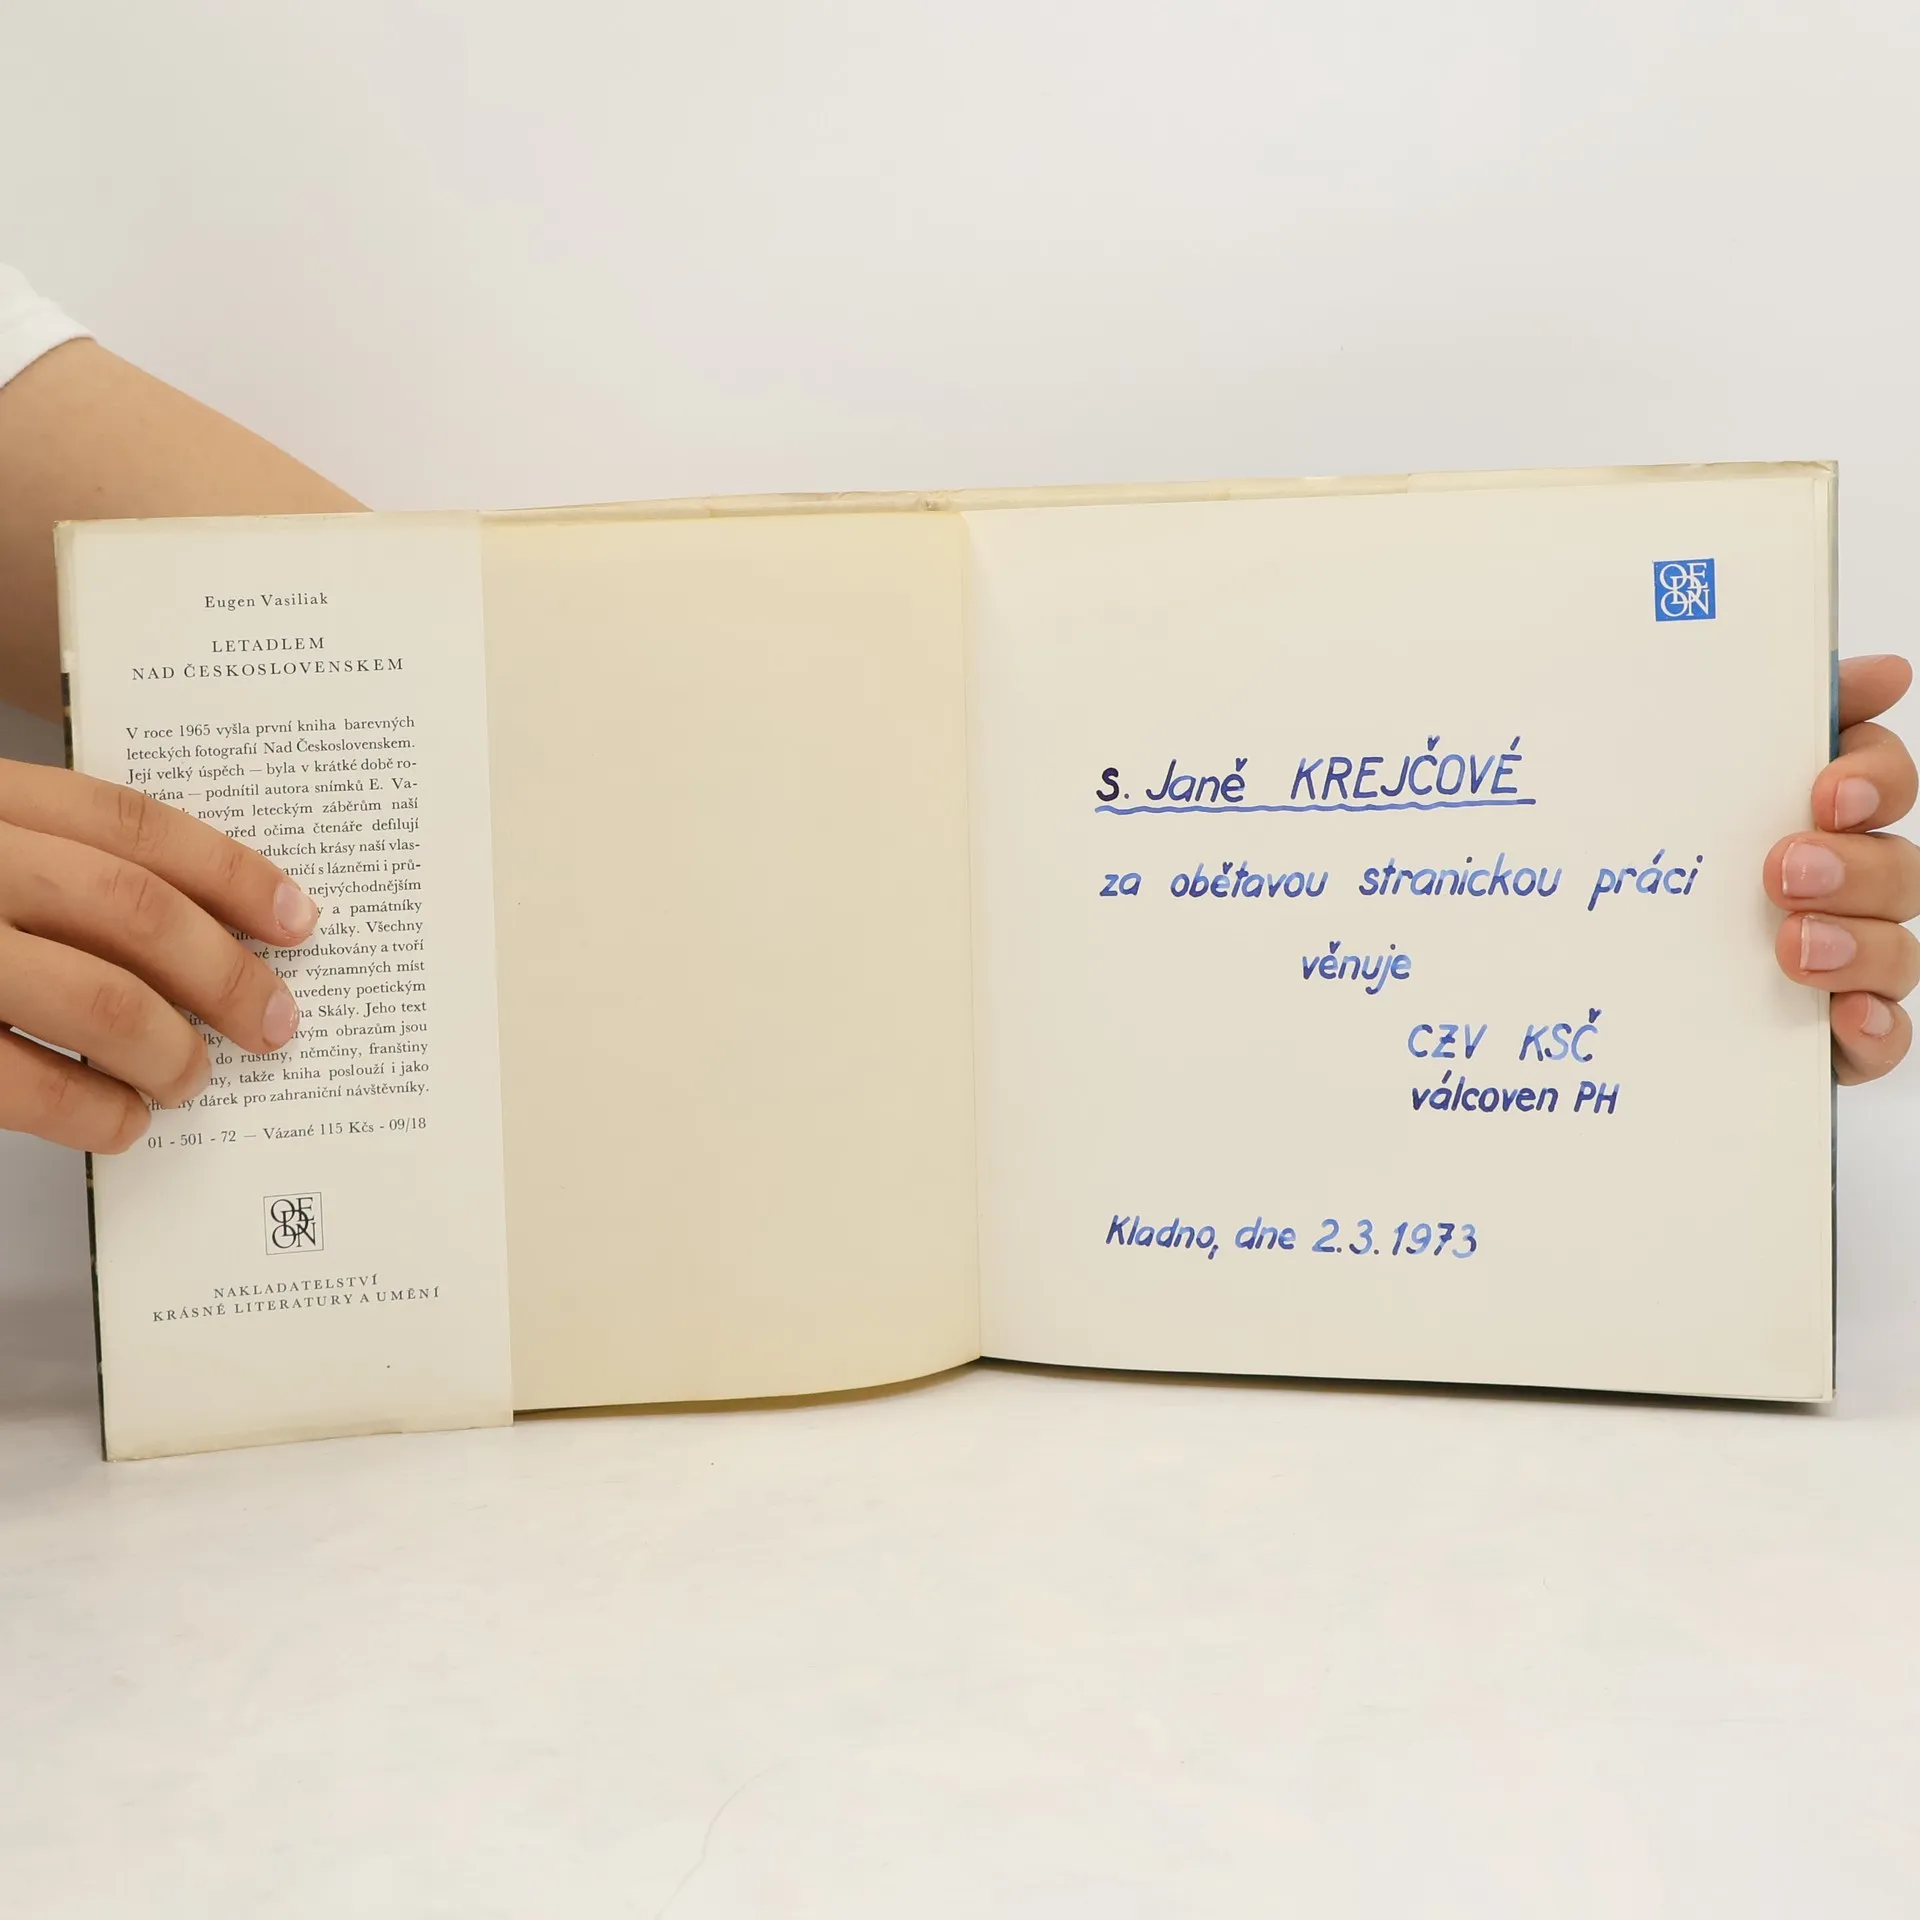 Eugen Vasiliak
LETADLEM
NAD ČESKOSLOVENSKEM
V roce 1965 vyšla první kniha barevných
leteckých fotografií Nad Československem.
Její velký úspěch — byla v krátké době ro-
— podnítil autora snímků E. Va-
novým leteckým záběrům naší
před očima čtenáře defilují
krásy naší vlas-
s lázněmi i prů-
nejvýchodnějším
a památníky
války. Všechny
reprodukovány a tvoří
významných míst
uvedeny poetickým
Skály. Jeho text
obrazům jsou
do ruštiny, němčiny, franštiny
takže kniha poslouží i jako
dárek pro zahraniční návštěvníky.
01 - 501 - 72 — Vázané 115 Kčs - 09/18
ODEON
NAKLADATELSTVÍ
KRÁSNÉ LITERATURY A UMĚNÍ
ODEON
s. Janě KREJČOVÉ
za obětavou stranickou práci
věnuje
CZV KSČ
válcoven PH
Kladno, dne 2.3.1973